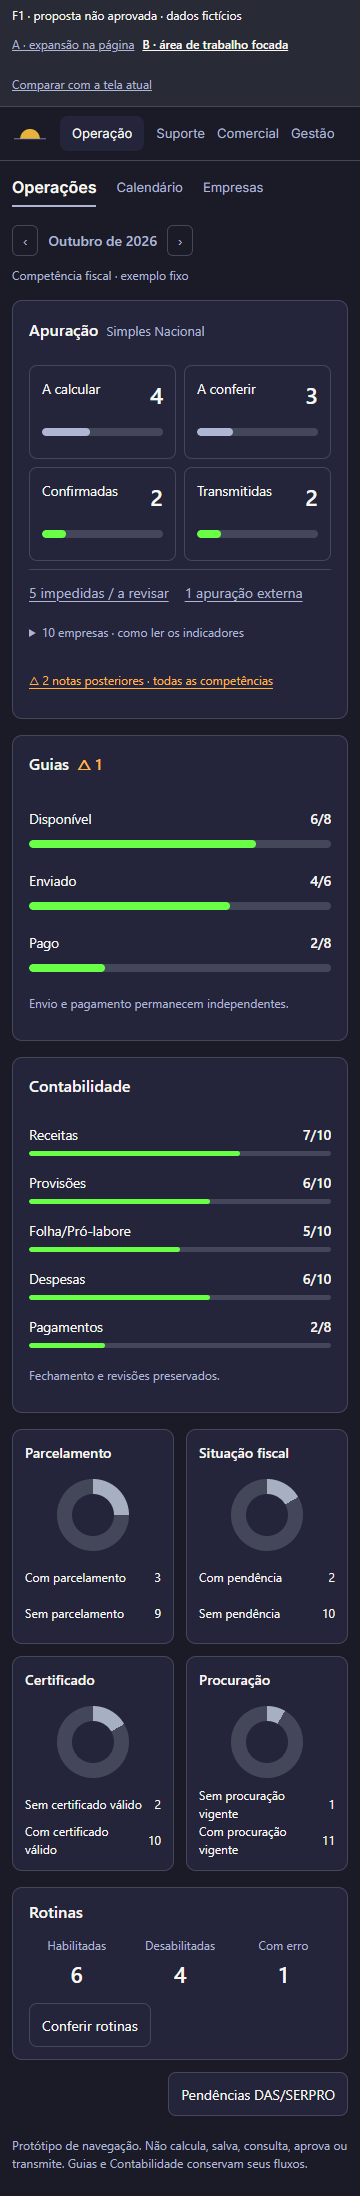 F1 · proposta não aprovada · dados fictícios
A · expansão na página B · área de trabalho focada
Comparar com a tela atual
Operação Suporte Comercial Gestão
Operações Calendário Empresas
‹ Outubro de 2026 ›
Competência fiscal · exemplo fixo
Apuração Simples Nacional
A calcular 4
A conferir 3
Confirmadas 2
Transmitidas 2
5 impedidas / a revisar 1 apuração externa
▶ 10 empresas · como ler os indicadores
△ 2 notas posteriores · todas as competências
Guias △ 1
Disponível 6/8
Enviado 4/6
Pago 2/8
Envio e pagamento permanecem independentes.
Contabilidade
Receitas 7/10
Provisões 6/10
Folha/Pró-labore 5/10
Despesas 6/10
Pagamentos 2/8
Fechamento e revisões preservados.
Parcelamento
Com parcelamento 3
Sem parcelamento 9
Situação fiscal
Com pendência 2
Sem pendência 10
Certificado
Sem certificado válido 2
Com certificado
válido 10
Procuração
Sem procuração
vigente 1
Com procuração
vigente 11
Rotinas
Habilitadas Desabilitadas Com erro
6 4 1
Conferir rotinas
Pendências DAS/SERPRO
Protótipo de navegação. Não calcula, salva, consulta, aprova ou
transmite. Guias e Contabilidade conservam seus fluxos.